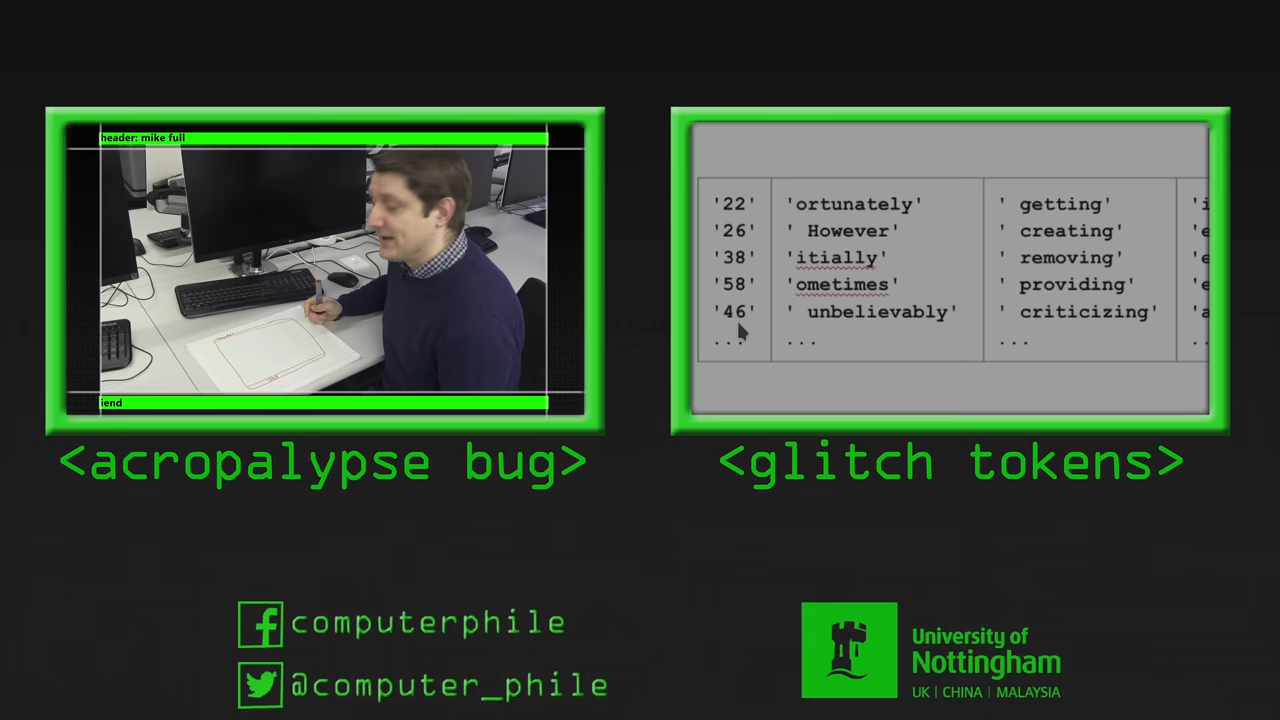 header: mike full
iend
<acropalypse bug>
'22' 'ortunately' ' getting' 'i
'26' ' However' ' creating' 'e
'38' 'itially' ' removing' 'e
'58' 'ometimes' ' providing' 'e
'46' ' unbelievably' ' criticizing' 'a
... ... ... ..
<glitch tokens>
computerphile
@computer_phile
University of
Nottingham
UK | CHINA | MALAYSIA